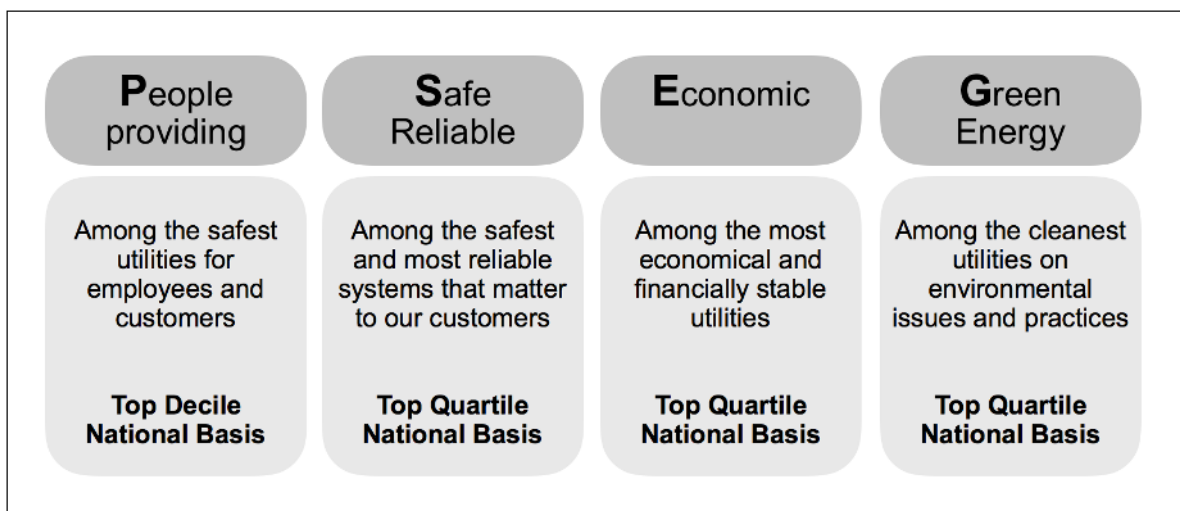 People
providing
Among the safest
utilities for
employees and
customers
Top Decile
National Basis
Safe
Reliable
Among the safest
and most reliable
systems that matter
to our customers
Top Quartile
National Basis
Economic
Among the most
economical and
financially stable
utilities
Top Quartile
National Basis
Green
Energy
Among the cleanest
utilities on
environmental
issues and practices
Top Quartile
National Basis